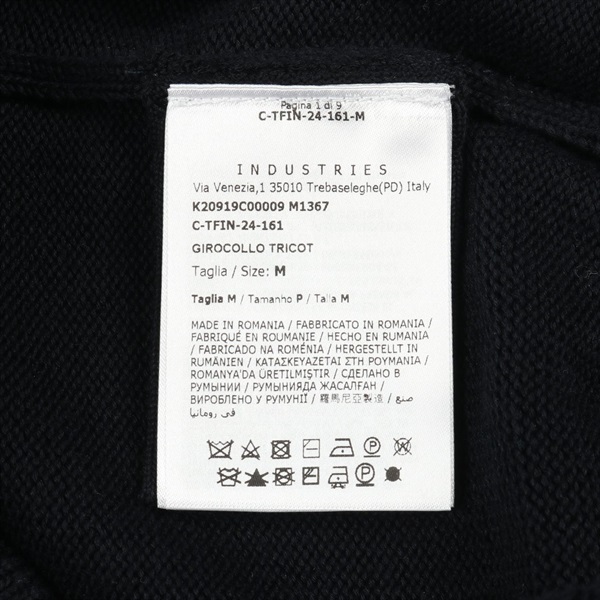 Pagina 1 di 9
C-TFIN-24-161-M
INDUSTRIES
Via Venezia,1 35010 Trebaseleghe(PD) Italy
K20919C00009 M1367
C-TFIN-24-161
GIROCOLLO TRICOT
Taglia / Size: M
Taglia M / Tamanho P / Talla M
MADE IN ROMANIA / FABBRICATO IN ROMANIA /
FABRIQUÉ EN ROUMANIE / HECHO EN RUMANIA
/ FABRICADO NA ROMÉNIA / HERGESTELLT IN
RUMÄNIEN / ΚΑΤΑΣΚΕΥΑΖΕΤΑΙ ΣΤΗ ΡΟΥΜΑΝΙΑ /
ROMANYA'DA ÜRETILMIŞTIR / СДЕЛАНО В
РУМЫНИИ / РУМЫНИЯДА ЖАСАЛҒАН /
ВИРОБЛЕНО У РУМУНІЇ / 羅馬尼亞製造 / صنع
في رومانيا